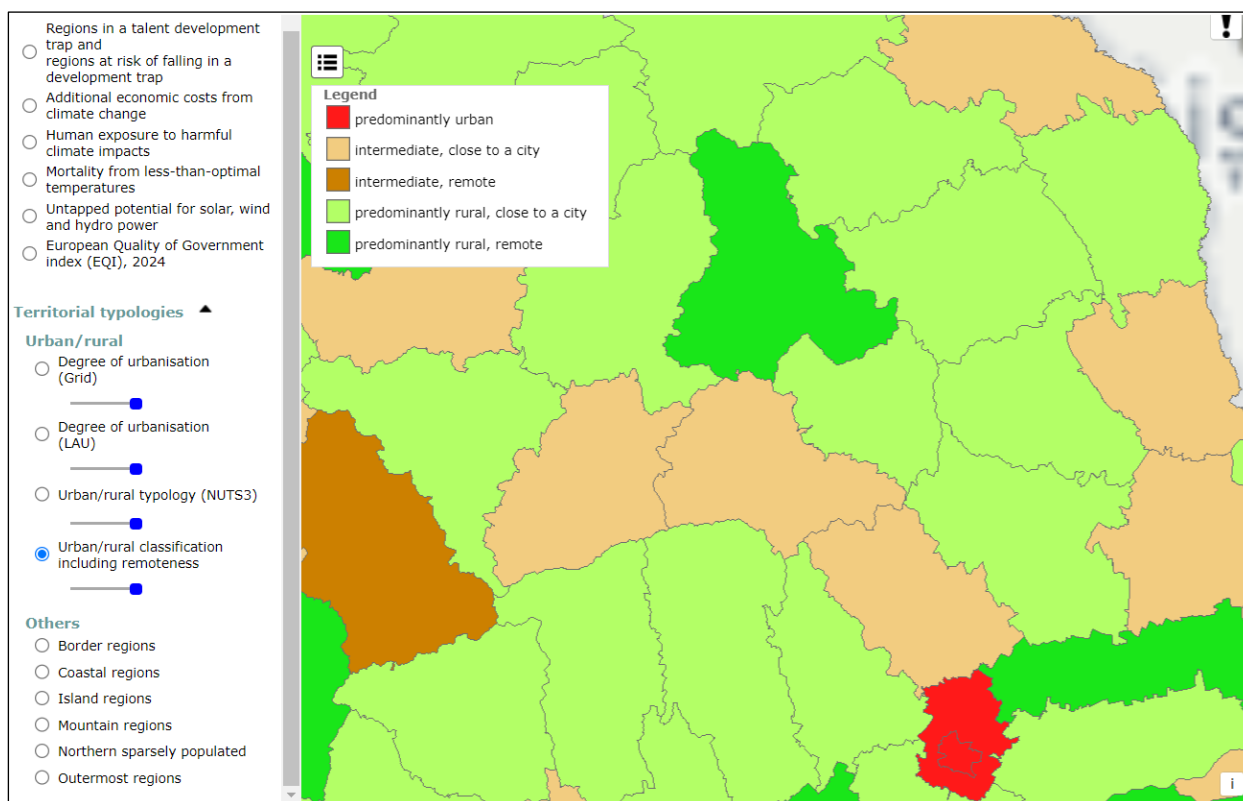 Regions in a talent development
trap and
regions at risk of falling in a
development trap
Additional economic costs from
climate change
Human exposure to harmful
climate impacts
Mortality from less-than-optimal
temperatures
Untapped potential for solar, wind
and hydro power
European Quality of Government
index (EQI), 2024
Territorial typologies
Urban/rural
Degree of urbanisation
(Grid)
Degree of urbanisation
(LAU)
Urban/rural typology (NUTS3)
Urban/rural classification
including remoteness
Others
Border regions
Coastal regions
Island regions
Mountain regions
Northern sparsely populated
Outermost regions
Legend
predominantly urban
intermediate, close to a city
intermediate, remote
predominantly rural, close to a city
predominantly rural, remote
!
i